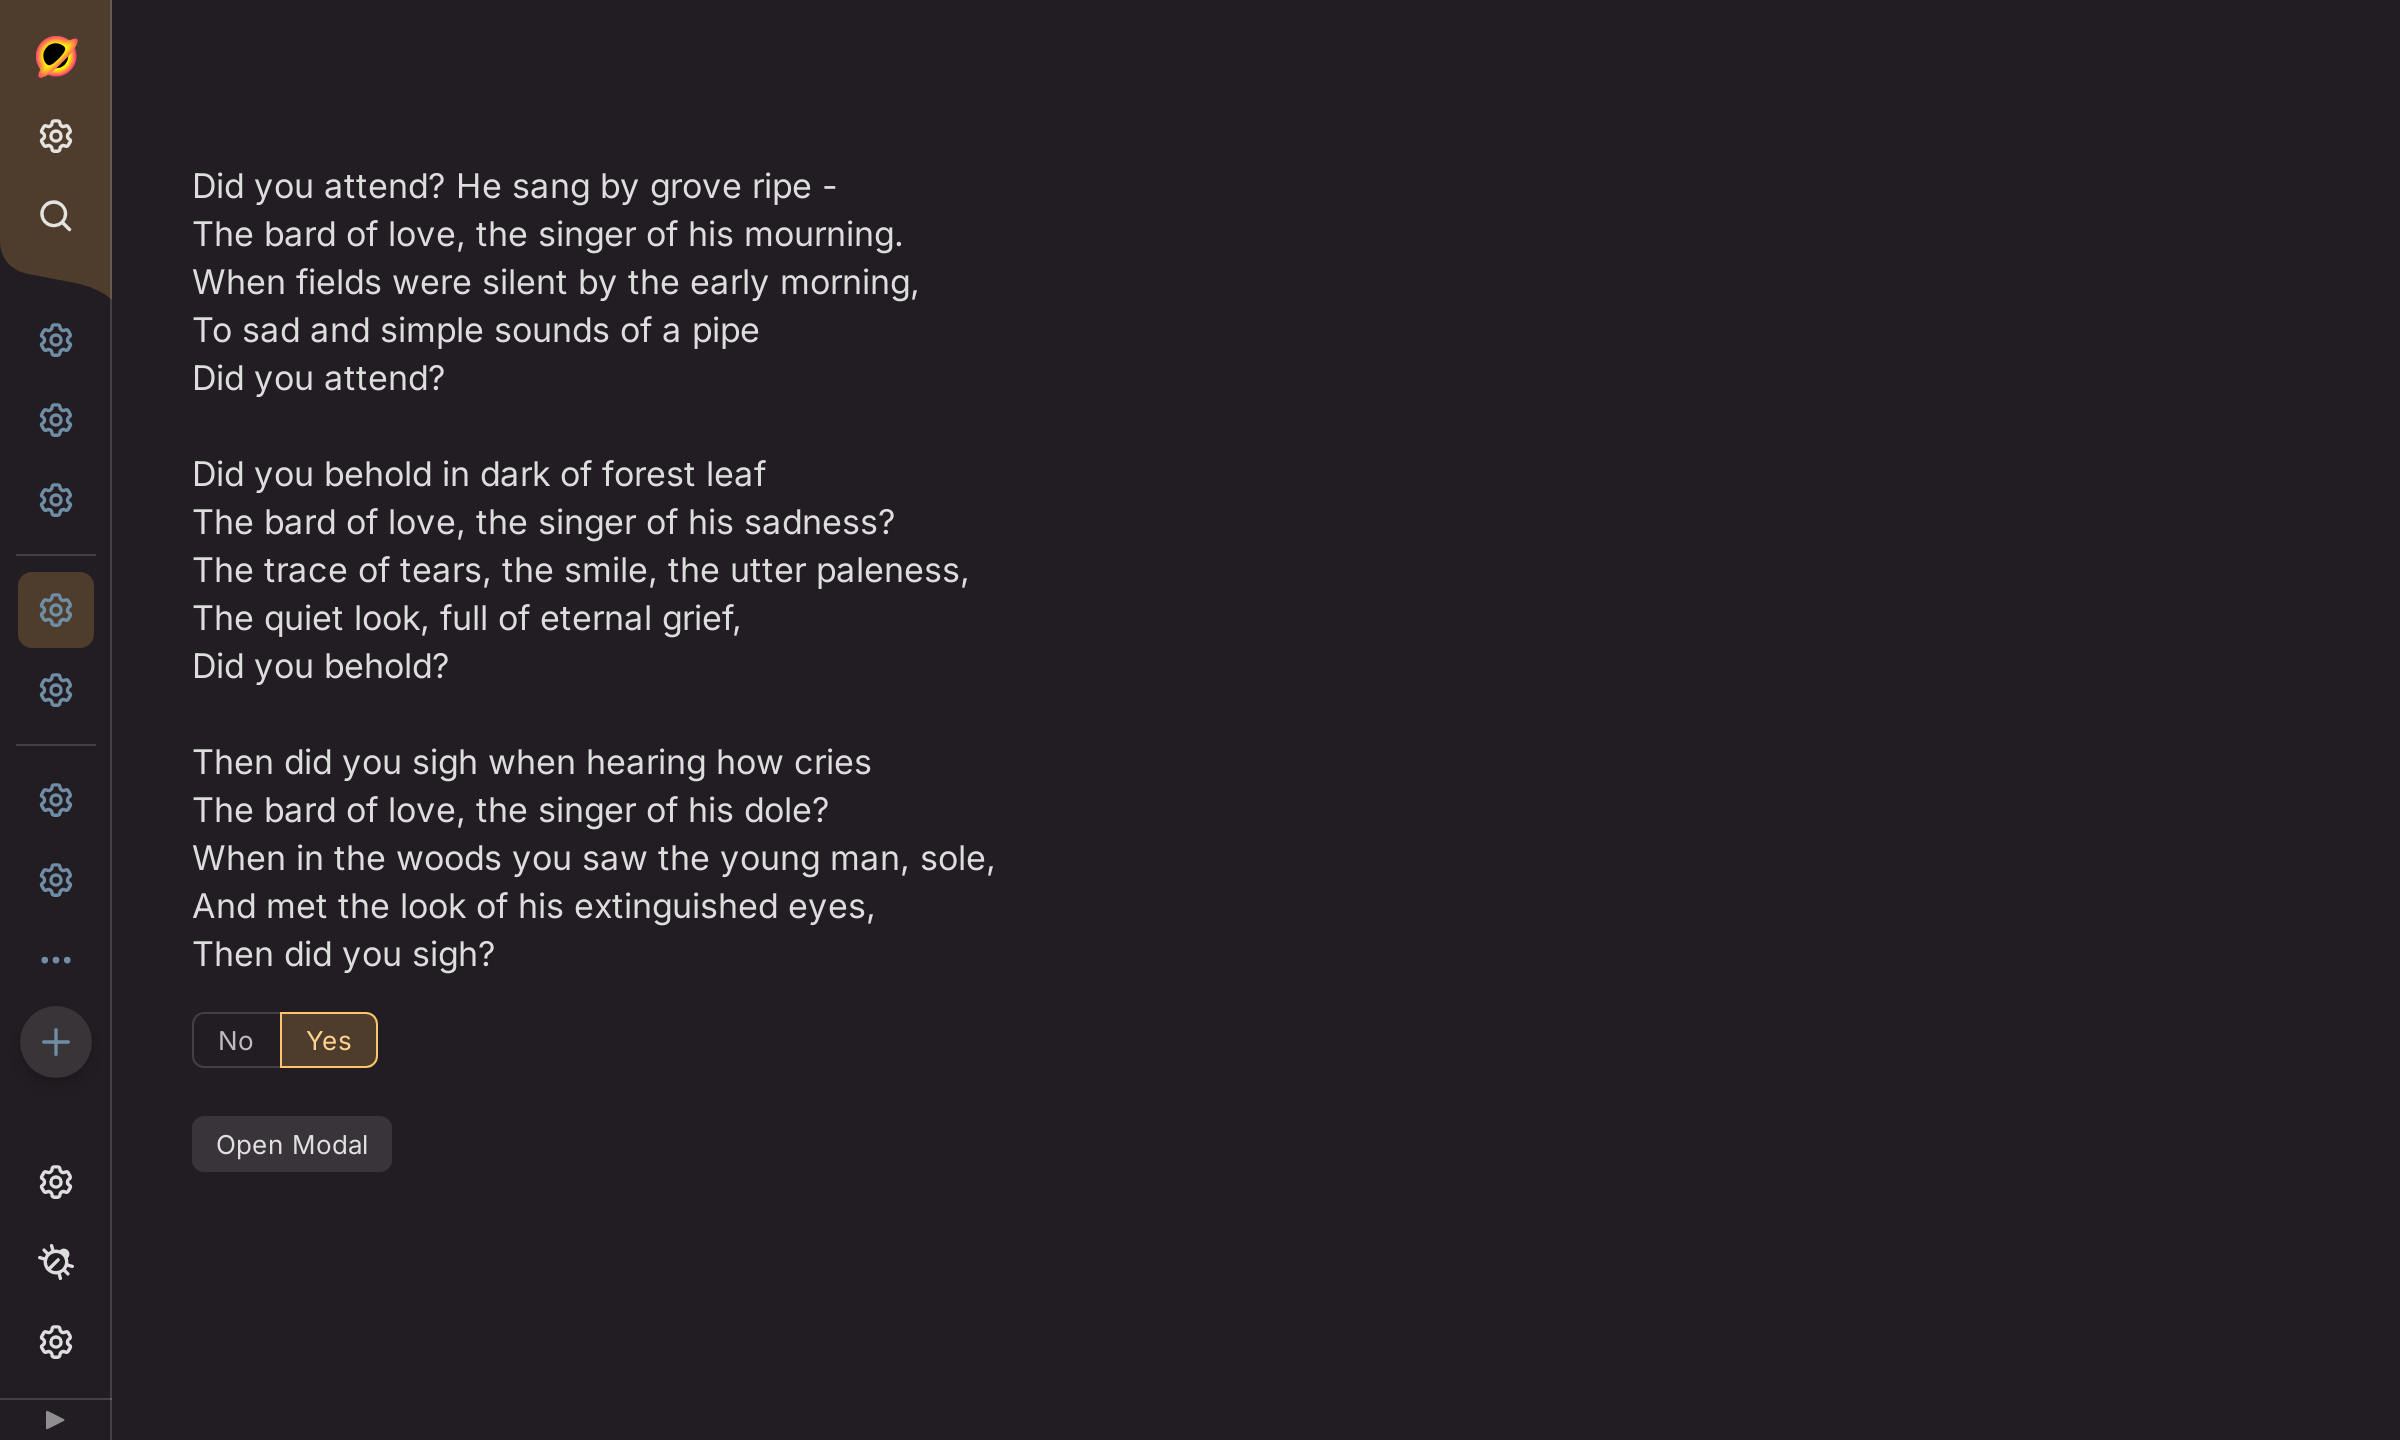 Did you attend? He sang by grove ripe -
The bard of love, the singer of his mourning.
When fields were silent by the early morning,
To sad and simple sounds of a pipe
Did you attend?

Did you behold in dark of forest leaf
The bard of love, the singer of his sadness?
The trace of tears, the smile, the utter paleness,
The quiet look, full of eternal grief,
Did you behold?

Then did you sigh when hearing how cries
The bard of love, the singer of his dole?
When in the woods you saw the young man, sole,
And met the look of his extinguished eyes,
Then did you sigh?

No Yes
Open Modal